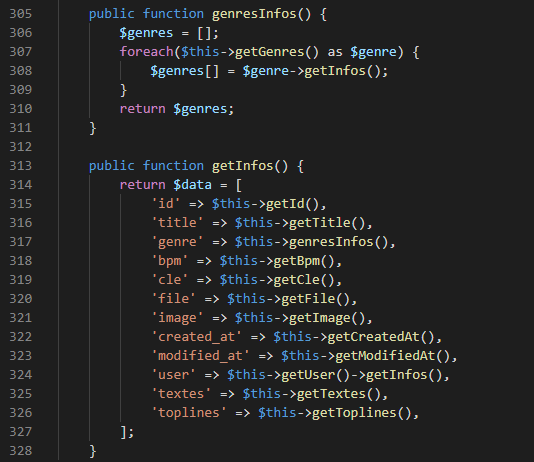 305 public function genresInfos() {
306 $genres = [];
307 foreach($this->getGenres() as $genre) {
308 $genres[] = $genre->getInfos();
309 }
310 return $genres;
311 }
312
313 public function getInfos() {
314 return $data = [
315 'id' => $this->getId(),
316 'title' => $this->getTitle(),
317 'genre' => $this->genresInfos(),
318 'bpm' => $this->getBpm(),
319 'cle' => $this->getCle(),
320 'file' => $this->getFile(),
321 'image' => $this->getImage(),
322 'created_at' => $this->getCreatedAt(),
323 'modified_at' => $this->getModifiedAt(),
324 'user' => $this->getUser()->getInfos(),
325 'textes' => $this->getTextes(),
326 'toplines' => $this->getToplines(),
327 ];
328 }